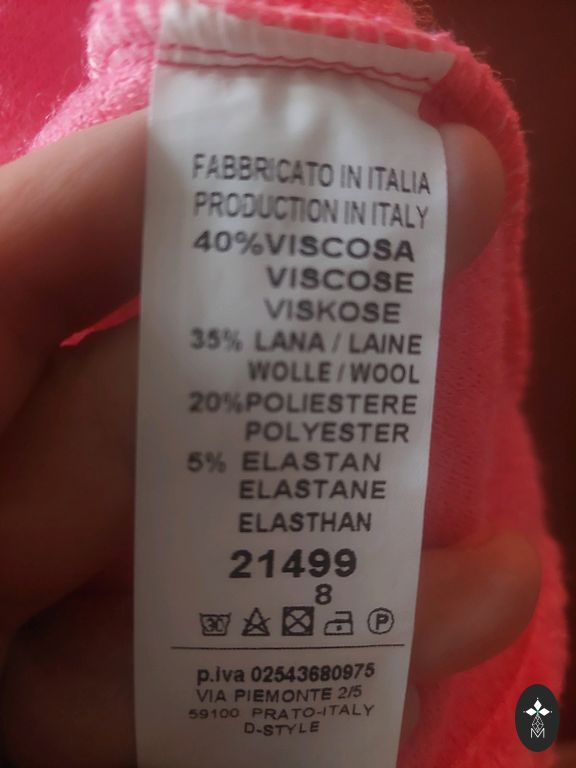 FABBRICATO IN ITALIA
PRODUCTION IN ITALY
40%VISCOSA
VISCOSE
VISKOSE
35% LANA / LAINE
WOLLE / WOOL
20%POLIESTERE
POLYESTER
5% ELASTAN
ELASTANE
ELASTHAN
21499
8
30 P
p.iva 02543680975
VIA PIEMONTE 2/5
59100 PRATO-ITALY
D-STYLE
M